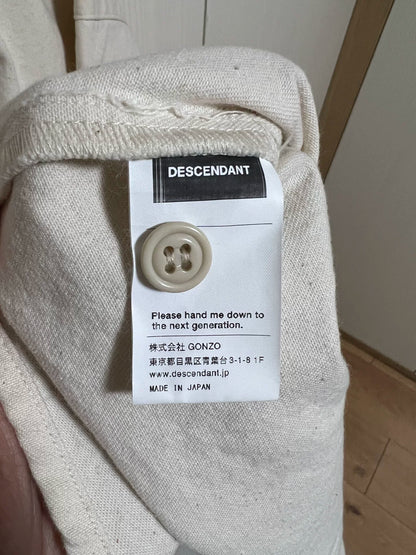 DESCENDANT
Please hand me down to
the next generation.
株式会社 GONZO
東京都目黒区青葉台3-1-8 1F
www.descendant.jp
MADE IN JAPAN